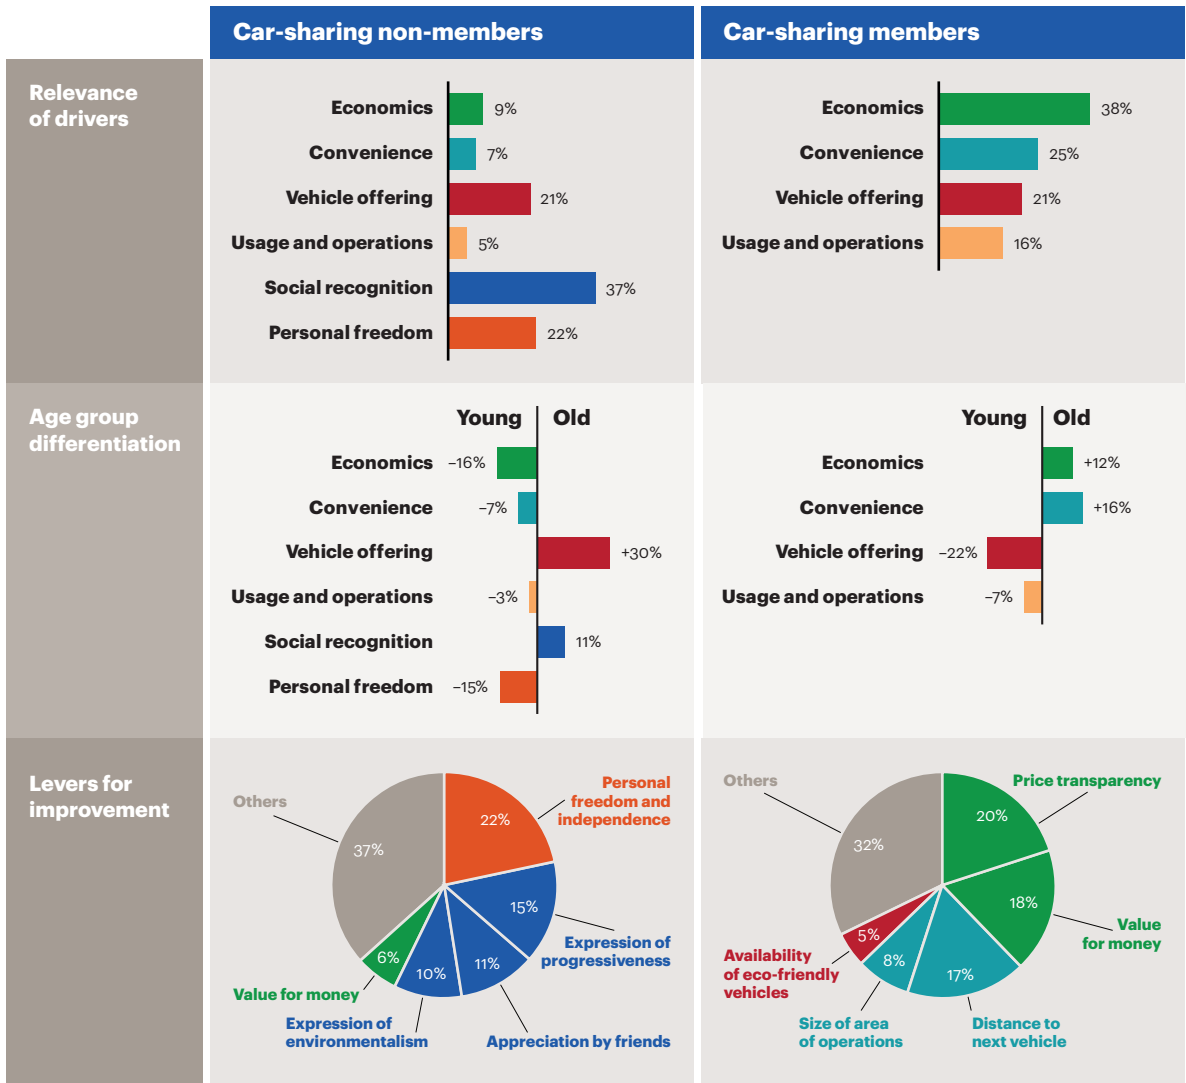 Car-sharing non-members
Car-sharing members
Relevance
of drivers
Economics 9%
Convenience 7%
Vehicle offering 21%
Usage and operations 5%
Social recognition 37%
Personal freedom 22%
Economics 38%
Convenience 25%
Vehicle offering 21%
Usage and operations 16%
Age group
differentiation
Young Old
Economics –16%
Convenience –7%
Vehicle offering +30%
Usage and operations –3%
Social recognition 11%
Personal freedom –15%
Young Old
Economics +12%
Convenience +16%
Vehicle offering –22%
Usage and operations –7%
Levers for
improvement
Others
37%
Personal
freedom and
independence
22%
15%
Expression of
progressiveness
11%
Appreciation by friends
10%
Expression of
environmentalism
6%
Value for money
Others
32%
Price transparency
20%
18%
Value
for money
17%
Distance to
next vehicle
8%
Size of area
of operations
5%
Availability
of eco-friendly
vehicles